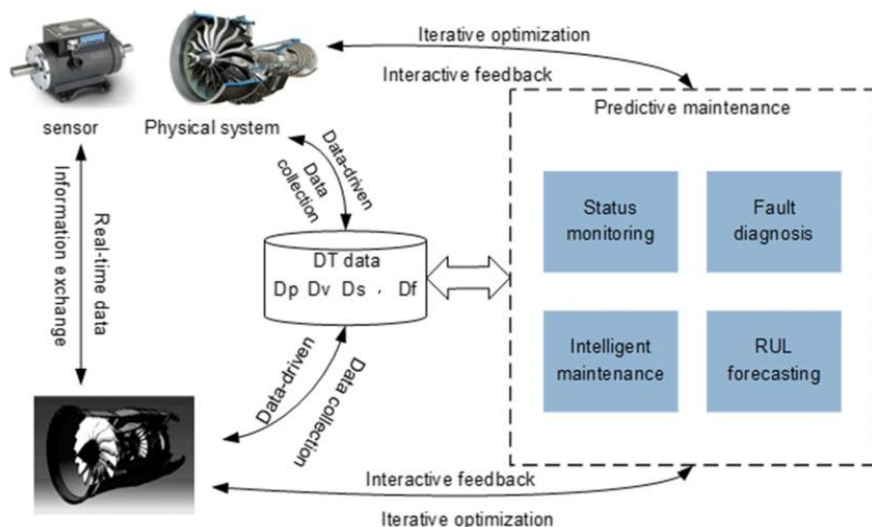 Iterative optimization
Interactive feedback
sensor
Physical system
Predictive maintenance
Data-driven
Data
collection
Real-time data
Information exchange
Status
monitoring
Fault
diagnosis
DT data
Dp Dv Ds , Df
Intelligent
maintenance
RUL
forecasting
Data-driven
Data collection
Interactive feedback
Iterative optimization